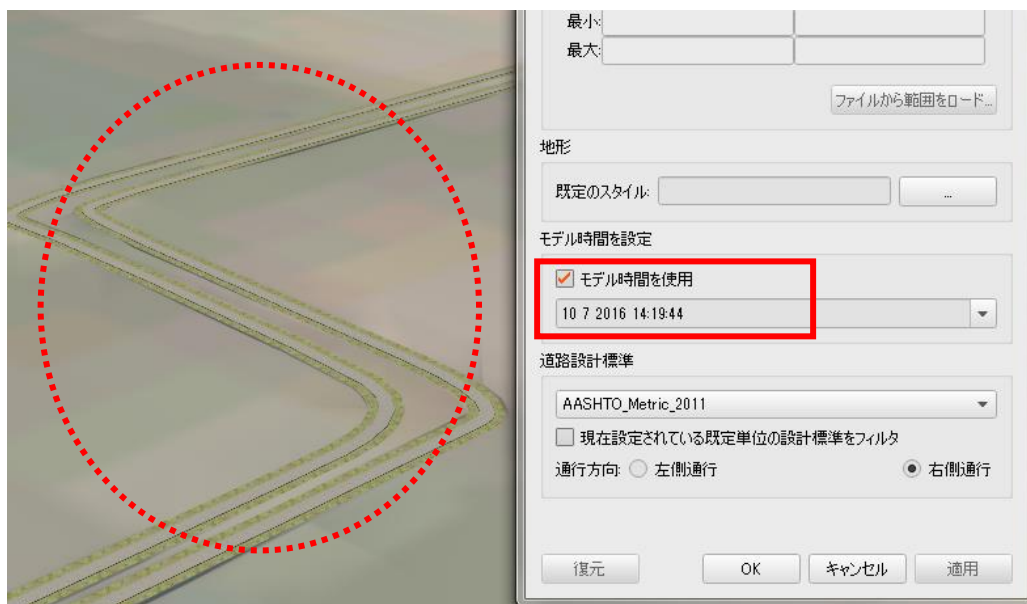 最小:
最大:
ファイルから範囲をロード...
地形
既定のスタイル: ...
モデル時間を設定
モデル時間を使用
10 7 2016 14:19:44
道路設計標準
AASHTO_Metric_2011
現在設定されている既定単位の設計標準をフィルタ
通行方向: 左側通行 右側通行
復元 OK キャンセル 適用